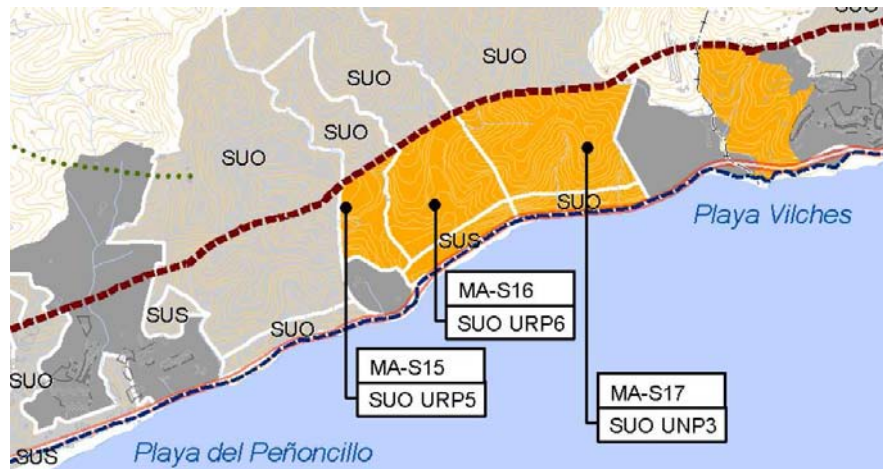 SUO
SUO
SUO
SUO
SUO
SUO
SUS
Playa Vilches
MA-S16
SUO URP6
SUS
SUO
MA-S15
SUO URP5
MA-S17
SUO UNP3
SUO
SUS
Playa del Peñoncillo